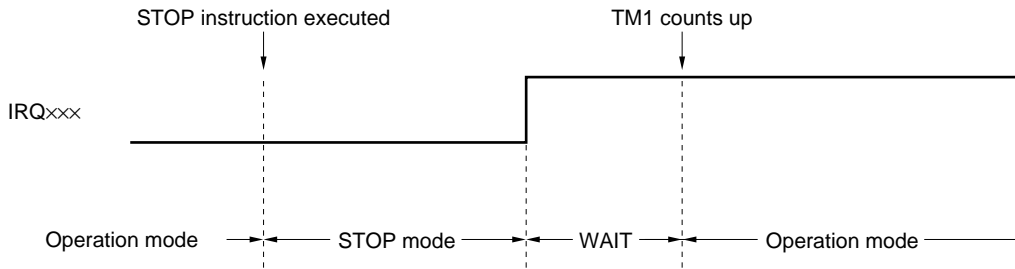 STOP instruction executed
TM1 counts up
IRQ×××
Operation mode
STOP mode
WAIT
Operation mode